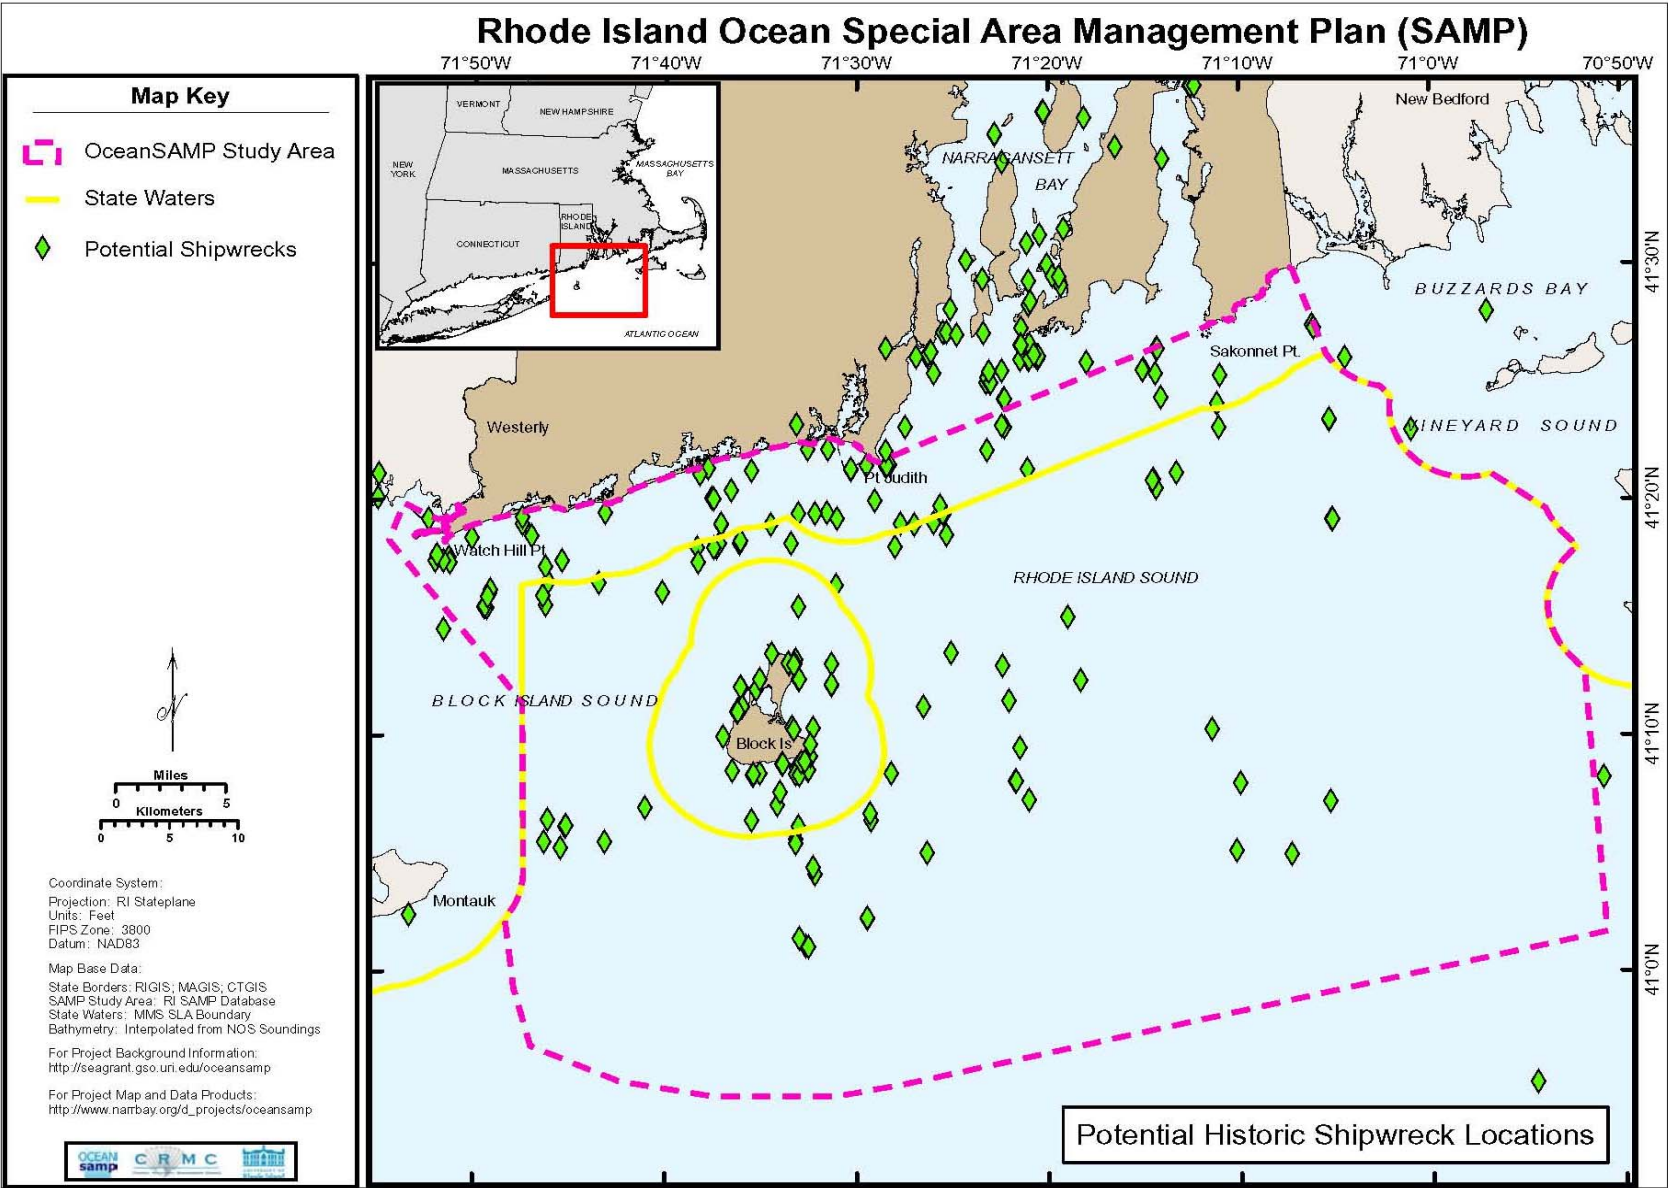 Rhode Island Ocean Special Area Management Plan (SAMP)
71°50'W 71°40'W 71°30'W 71°20'W 71°10'W 71°0'W 70°50'W
Map Key
OceanSAMP Study Area
State Waters
Potential Shipwrecks
N
Miles
0 5
Kilometers
0 5 10
Coordinate System:
Projection: RI Stateplane
Units: Feet
FIPS Zone: 3800
Datum: NAD83
Map Base Data:
State Borders: RIGIS; MAGIS; CTGIS
SAMP Study Area: RI SAMP Database
State Waters: MMS SLA Boundary
Bathymetry: Interpolated from NOS Soundings
For Project Background Information:
http://seagrant.gso.uri.edu/oceansamp
For Project Map and Data Products:
http://www.narrbay.org/d_projects/oceansamp
OCEAN
samp
CRMC
VERMONT
NEW HAMPSHIRE
NEW
YORK
MASSACHUSETTS
MASSACHUSETTS
BAY
RHODE
ISLAND
CONNECTICUT
ATLANTIC OCEAN
New Bedford
NARRAGANSETT
BAY
BUZZARDS BAY
Sakonnet Pt.
VINEYARD SOUND
Westerly
Pt Judith
Watch Hill Pt
RHODE ISLAND SOUND
BLOCK ISLAND SOUND
Block Is
Montauk
41°30'N
41°20'N
41°10'N
41°0'N
Potential Historic Shipwreck Locations